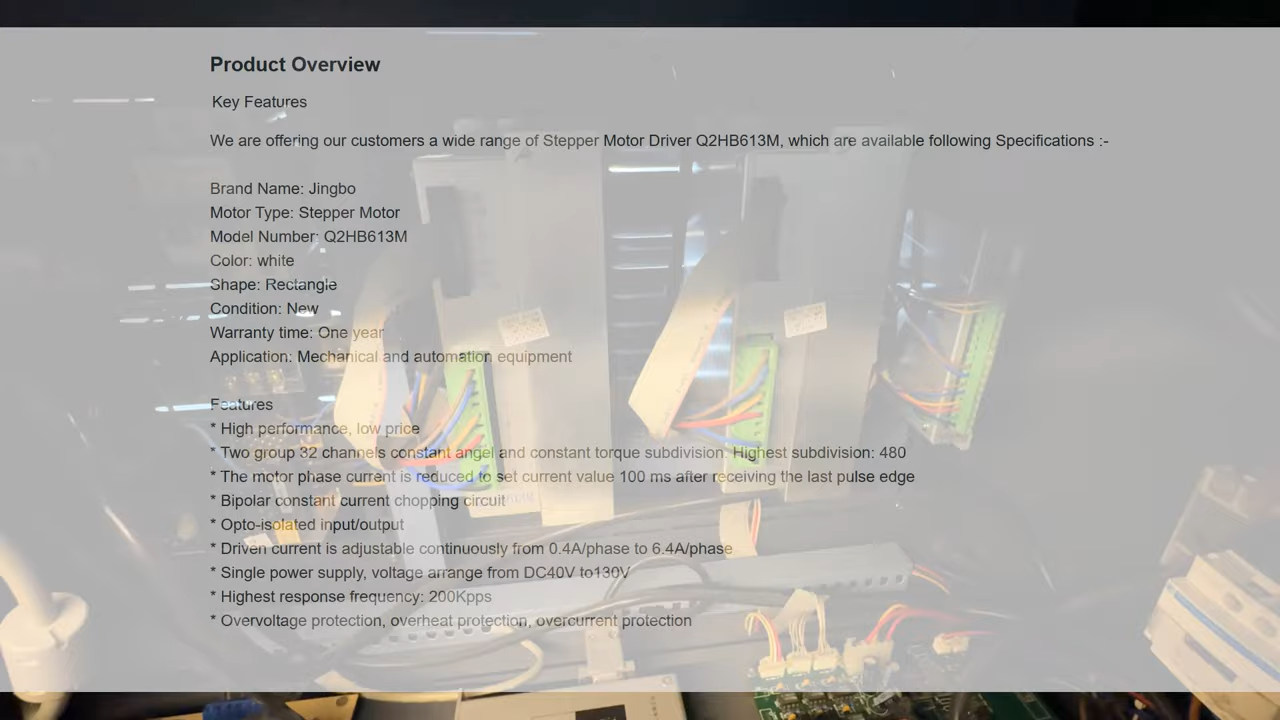 Product Overview
Key Features
We are offering our customers a wide range of Stepper Motor Driver Q2HB613M, which are available following Specifications :-
Brand Name: Jingbo
Motor Type: Stepper Motor
Model Number: Q2HB613M
Color: white
Shape: Rectangle
Condition: New
Warranty time: One year
Application: Mechanical and automation equipment
Features
* High performance, low price
* Two group 32 channels constant angel and constant torque subdivision. Highest subdivision: 480
* The motor phase current is reduced to set current value 100 ms after receiving the last pulse edge
* Bipolar constant current chopping circuit
* Opto-isolated input/output
* Driven current is adjustable continuously from 0.4A/phase to 6.4A/phase
* Single power supply, voltage arrange from DC40V to130V
* Highest response frequency: 200Kpps
* Overvoltage protection, overheat protection, overcurrent protection